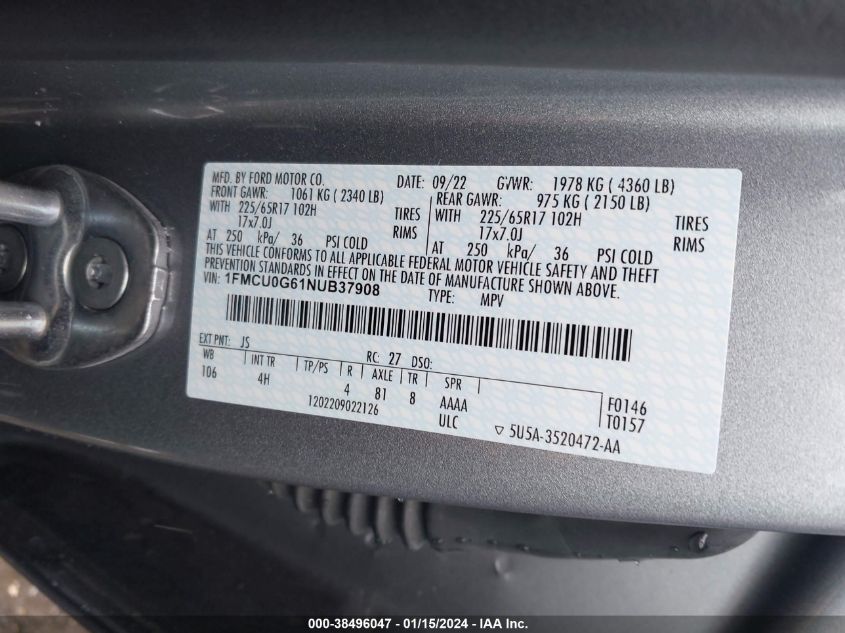 MFD. BY FORD MOTOR CO. DATE: 09/22 GVWR: 1978 KG ( 4360 LB)
FRONT GAWR: 1061 KG ( 2340 LB) REAR GAWR: 975 KG ( 2150 LB)
WITH 225/65R17 102H TIRES WITH 225/65R17 102H TIRES
17x7.0J RIMS 17x7.0J RIMS
AT 250 kPa/ 36 PSI COLD AT 250 kPa/ 36 PSI COLD
THIS VEHICLE CONFORMS TO ALL APPLICABLE FEDERAL MOTOR VEHICLE SAFETY AND THEFT
PREVENTION STANDARDS IN EFFECT ON THE DATE OF MANUFACTURE SHOWN ABOVE.
VIN: 1FMCU0G61NUB37908 TYPE: MPV
EXT PNT: JS RC: 27 DSO:
WB INT TR TP/PS R AXLE TR SPR
106 4H 4 81 8 AAAA F0146
1202209022126 ULC T0157
5U5A-3520472-AA
000-38496047 - 01/15/2024 - IAA Inc.